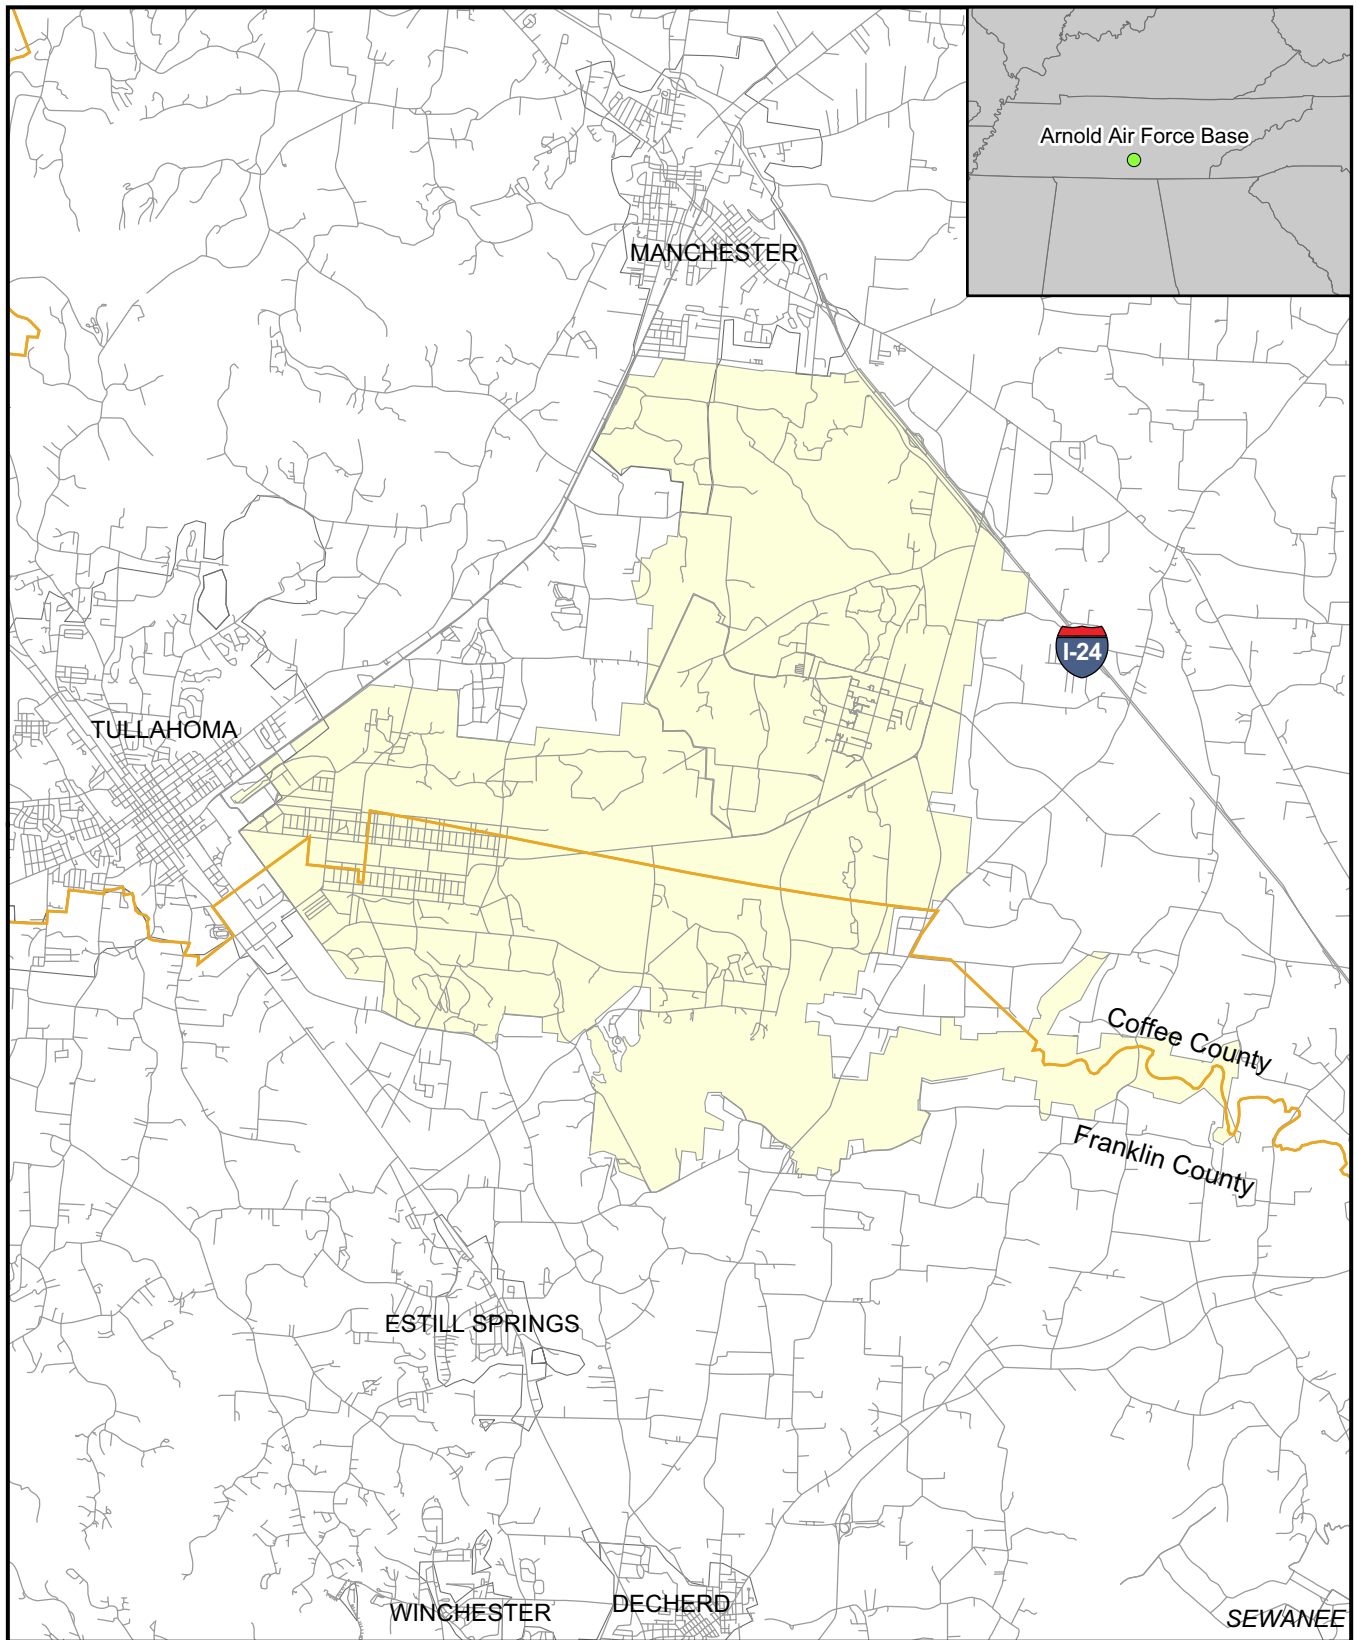 Arnold Air Force Base
MANCHESTER
I-24
TULLAHOMA
Coffee County
Franklin County
ESTILL SPRINGS
WINCHESTER
DECHERD
SEWANEE